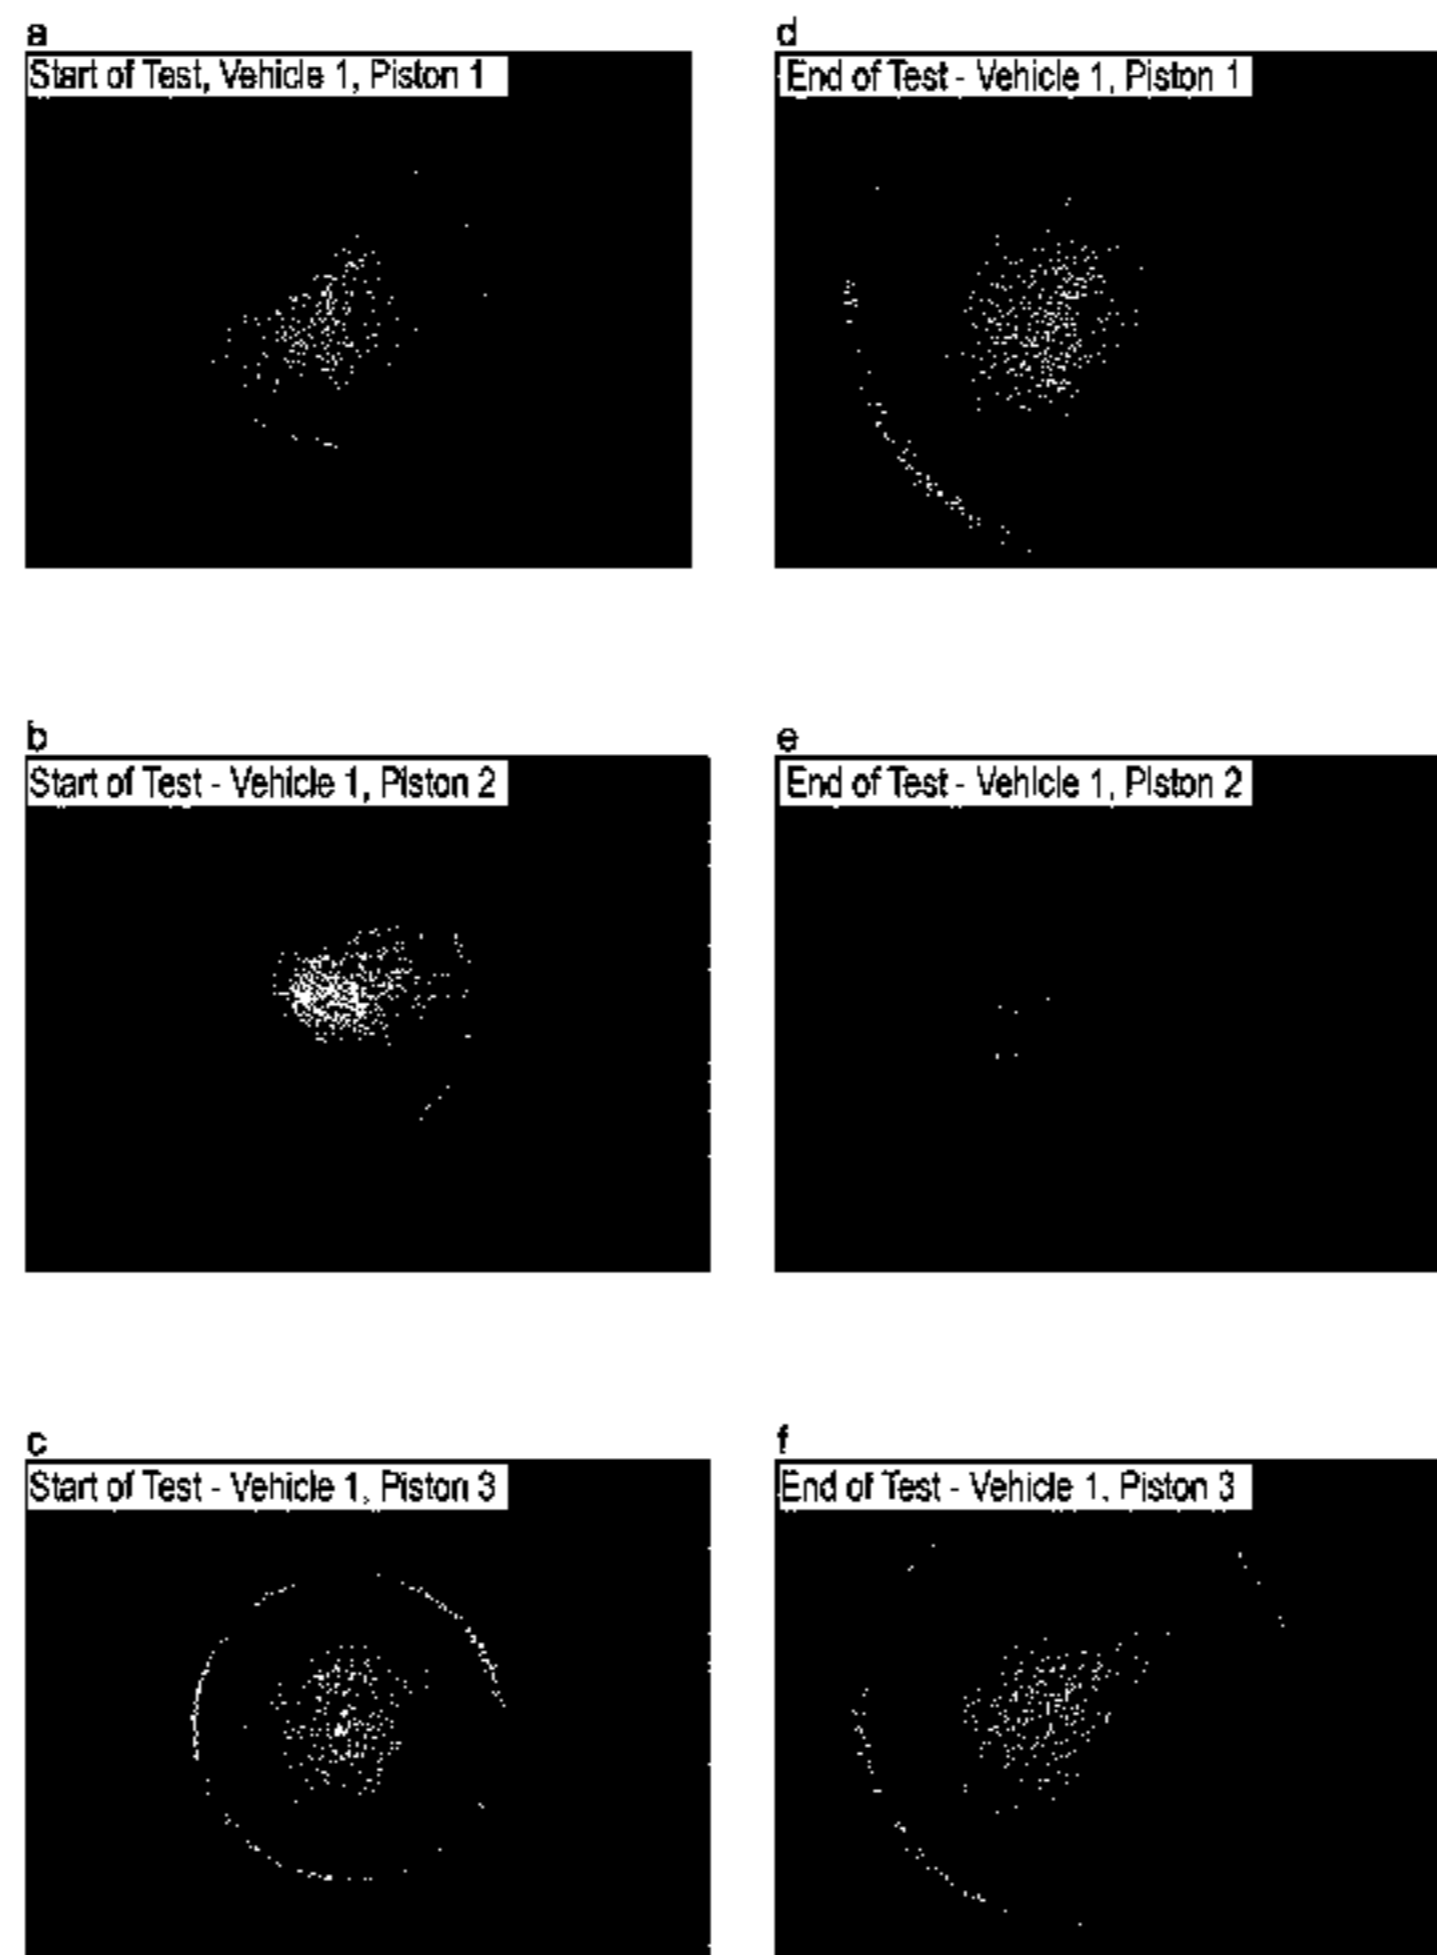 a
Start of Test, Vehicle 1, Piston 1
d
End of Test - Vehicle 1, Piston 1
b
Start of Test - Vehicle 1, Piston 2
e
End of Test - Vehicle 1, Piston 2
c
Start of Test - Vehicle 1, Piston 3
f
End of Test - Vehicle 1, Piston 3